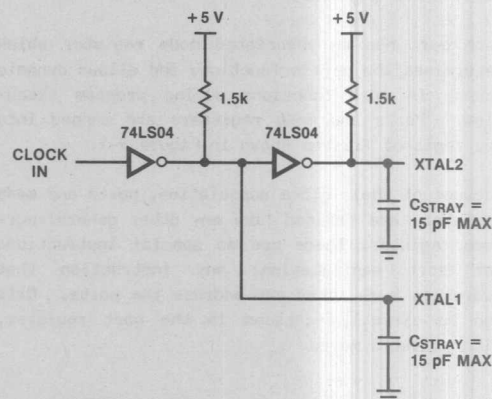 + 5 V
+ 5 V
1.5k
1.5k
74LS04
74LS04
CLOCK
IN
XTAL2
CSTRAY =
15 pF MAX
XTAL1
CSTRAY =
15 pF MAX